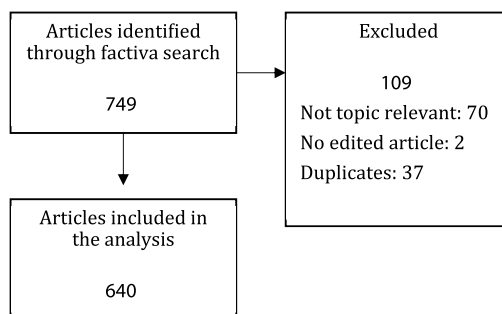 Articles identified
through factiva search
749
Excluded
109
Not topic relevant: 70
No edited article: 2
Duplicates: 37
Articles included in
the analysis
640